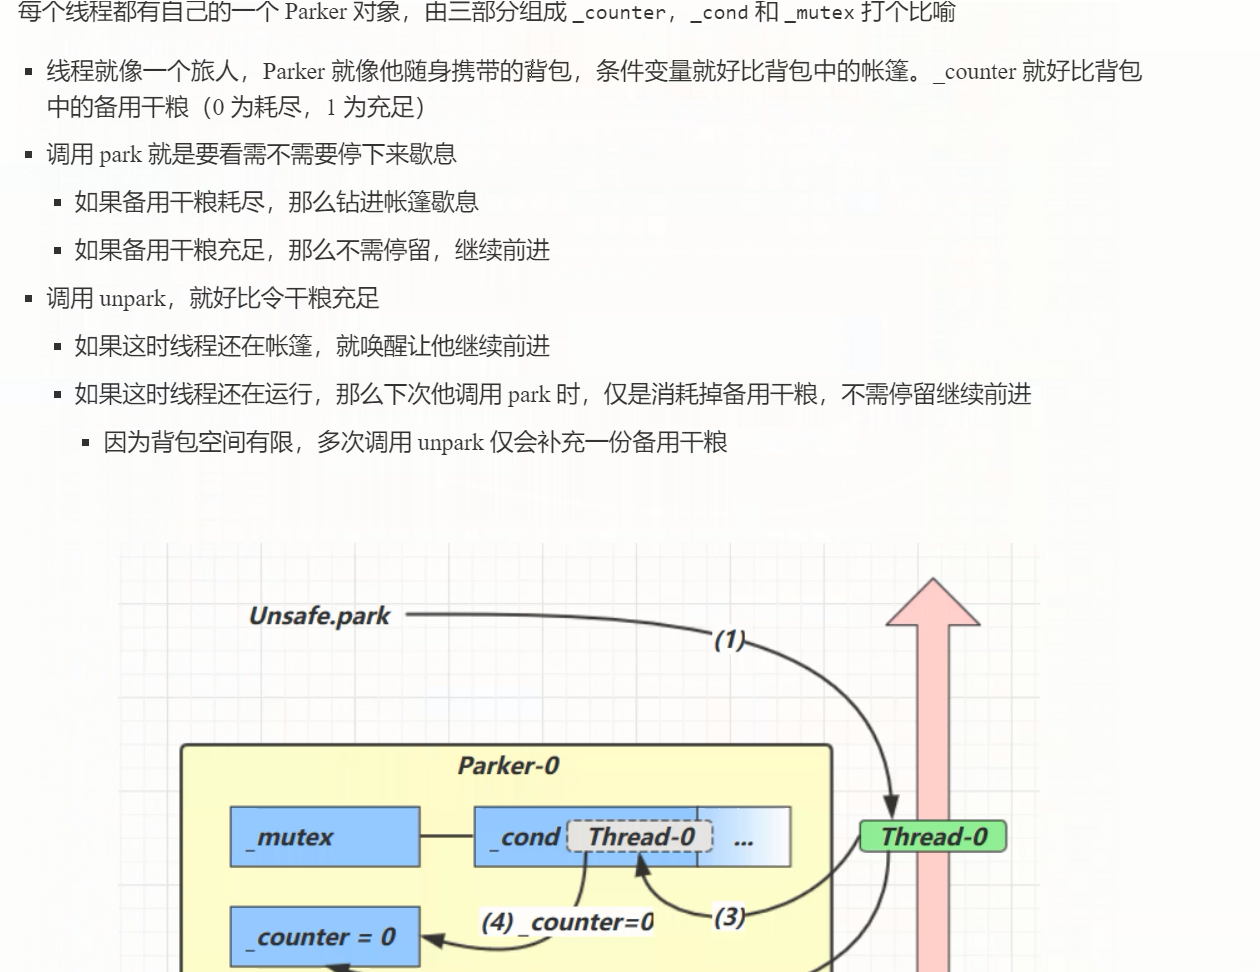 每个线程都有自己的一个 Parker 对象，由三部分组成 _counter，_cond 和 _mutex 打个比喻
线程就像一个旅人，Parker 就像他随身携带的背包，条件变量就好比背包中的帐篷。_counter 就好比背包
中的备用干粮（0 为耗尽，1 为充足）
调用 park 就是要看需不需要停下来歇息
如果备用干粮耗尽，那么钻进帐篷歇息
如果备用干粮充足，那么不需停留，继续前进
调用 unpark，就好比令干粮充足
如果这时线程还在帐篷，就唤醒让他继续前进
如果这时线程还在运行，那么下次他调用 park 时，仅是消耗掉备用干粮，不需停留继续前进
因为背包空间有限，多次调用 unpark 仅会补充一份备用干粮
Unsafe.park
(1)
Parker-0
_mutex
_cond
Thread-0
...
Thread-0
(4) _counter=0
(3)
_counter = 0